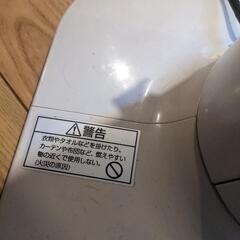 警告
衣類やタオルなどを掛けたり、
カーテンや布団など、燃えやすい
物の近くで使用しない。
(火災の原因)